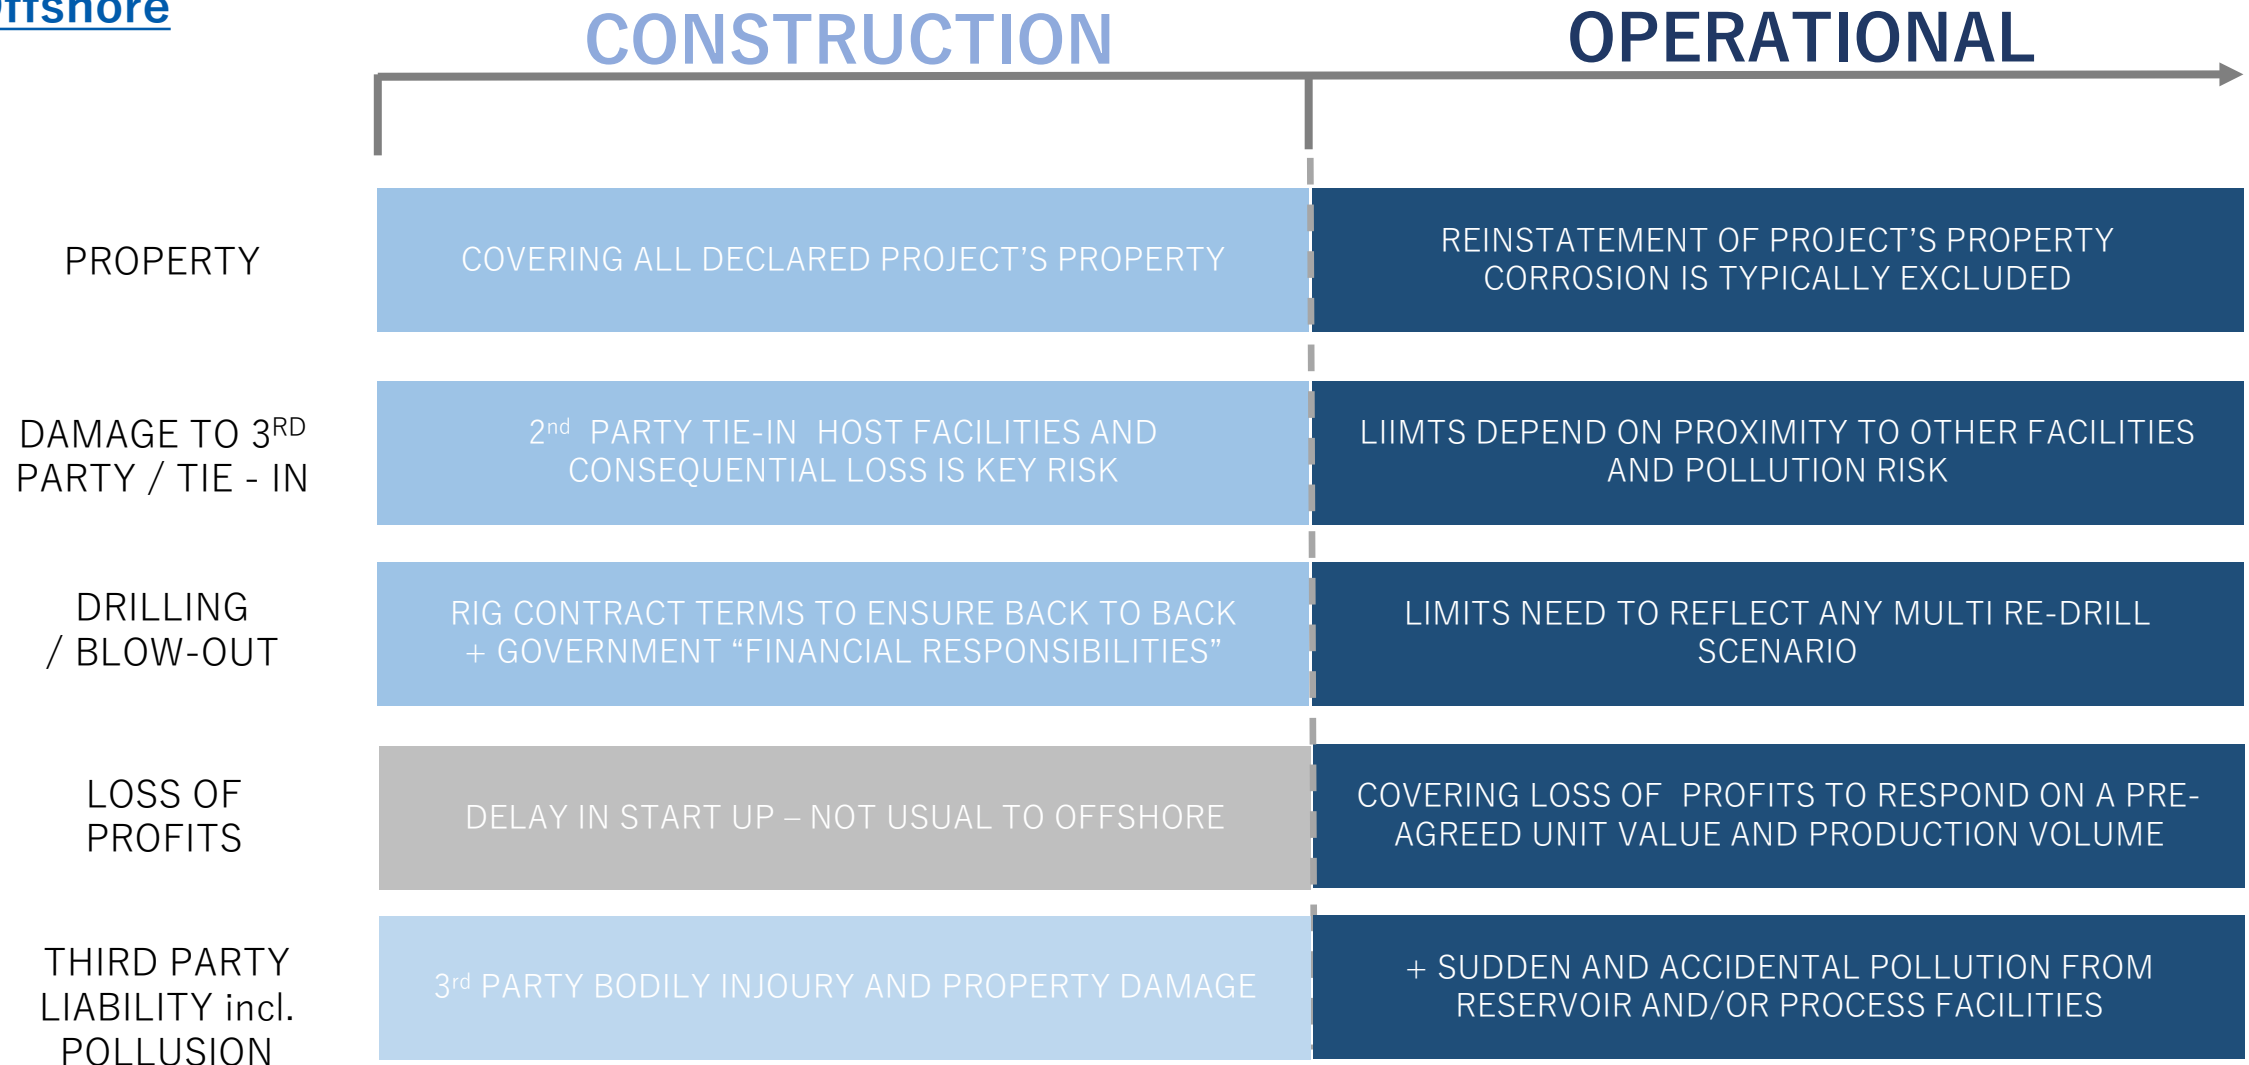 Offshore
CONSTRUCTION
OPERATIONAL
PROPERTY
COVERING ALL DECLARED PROJECT'S PROPERTY
REINSTATEMENT OF PROJECT'S PROPERTY
CORROSION IS TYPICALLY EXCLUDED
DAMAGE TO 3RD
PARTY / TIE - IN
2nd PARTY TIE-IN HOST FACILITIES AND
CONSEQUENTIAL LOSS IS KEY RISK
LIIMTS DEPEND ON PROXIMITY TO OTHER FACILITIES
AND POLLUTION RISK
DRILLING
/ BLOW-OUT
RIG CONTRACT TERMS TO ENSURE BACK TO BACK
+ GOVERNMENT “FINANCIAL RESPONSIBILITIES”
LIMITS NEED TO REFLECT ANY MULTI RE-DRILL
SCENARIO
LOSS OF
PROFITS
DELAY IN START UP – NOT USUAL TO OFFSHORE
COVERING LOSS OF PROFITS TO RESPOND ON A PRE-
AGREED UNIT VALUE AND PRODUCTION VOLUME
THIRD PARTY
LIABILITY incl.
POLLUSION
3rd PARTY BODILY INJOURY AND PROPERTY DAMAGE
+ SUDDEN AND ACCIDENTAL POLLUTION FROM
RESERVOIR AND/OR PROCESS FACILITIES